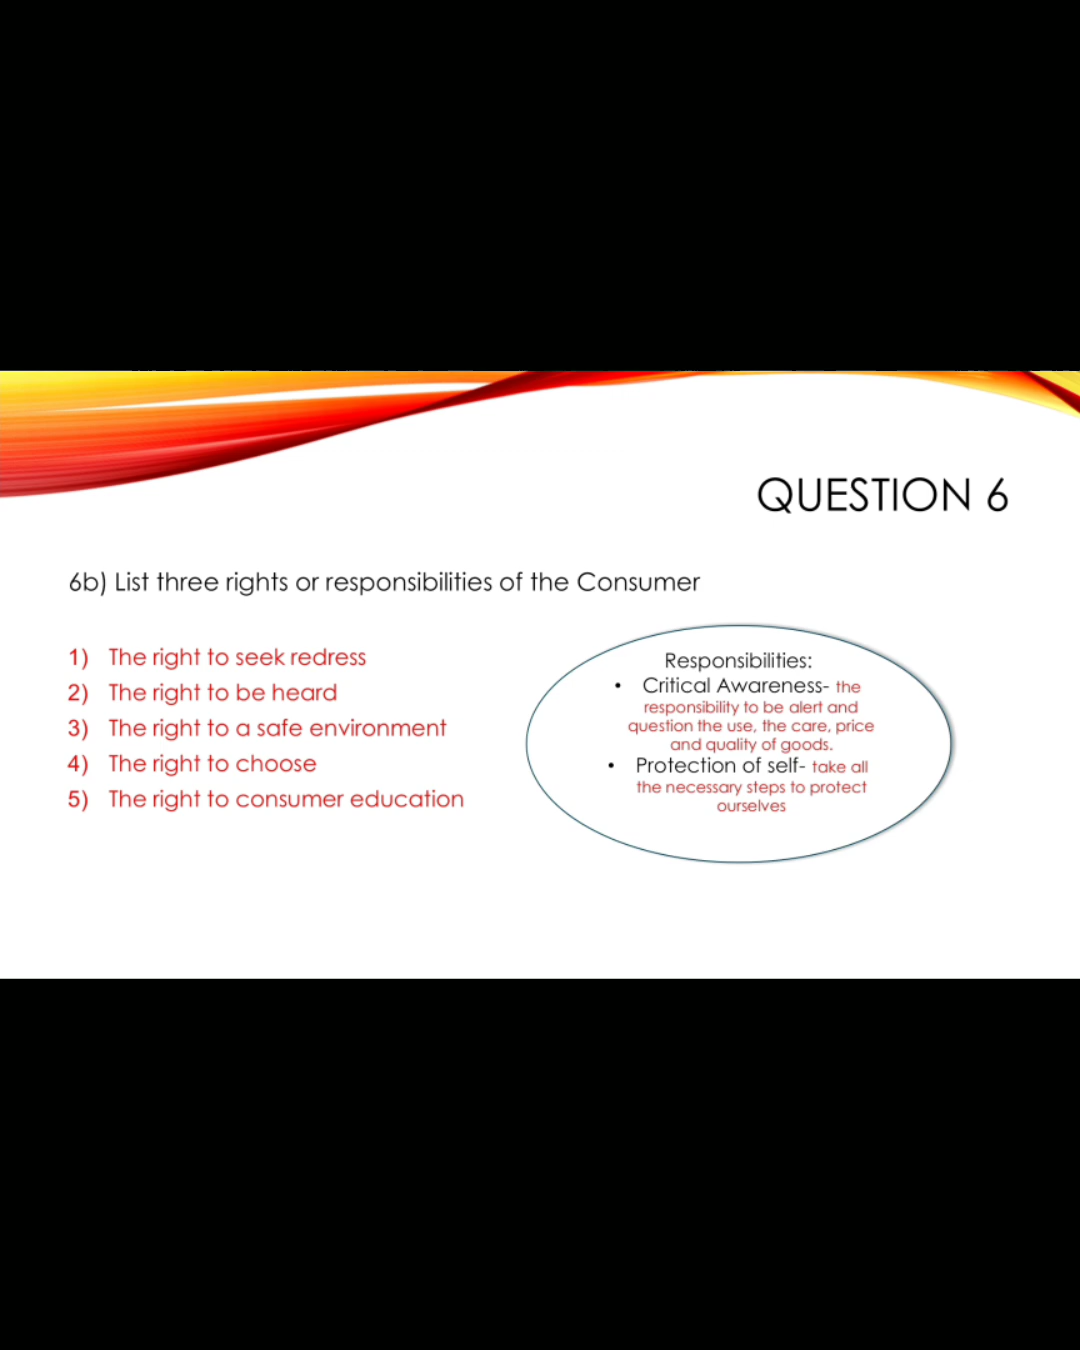 QUESTION 6
6b) List three rights or responsibilities of the Consumer
1) The right to seek redress
2) The right to be heard
3) The right to a safe environment
4) The right to choose
5) The right to consumer education
Responsibilities:
• Critical Awareness- the
responsibility to be alert and
question the use, the care, price
and quality of goods.
• Protection of self- take all
the necessary steps to protect
ourselves